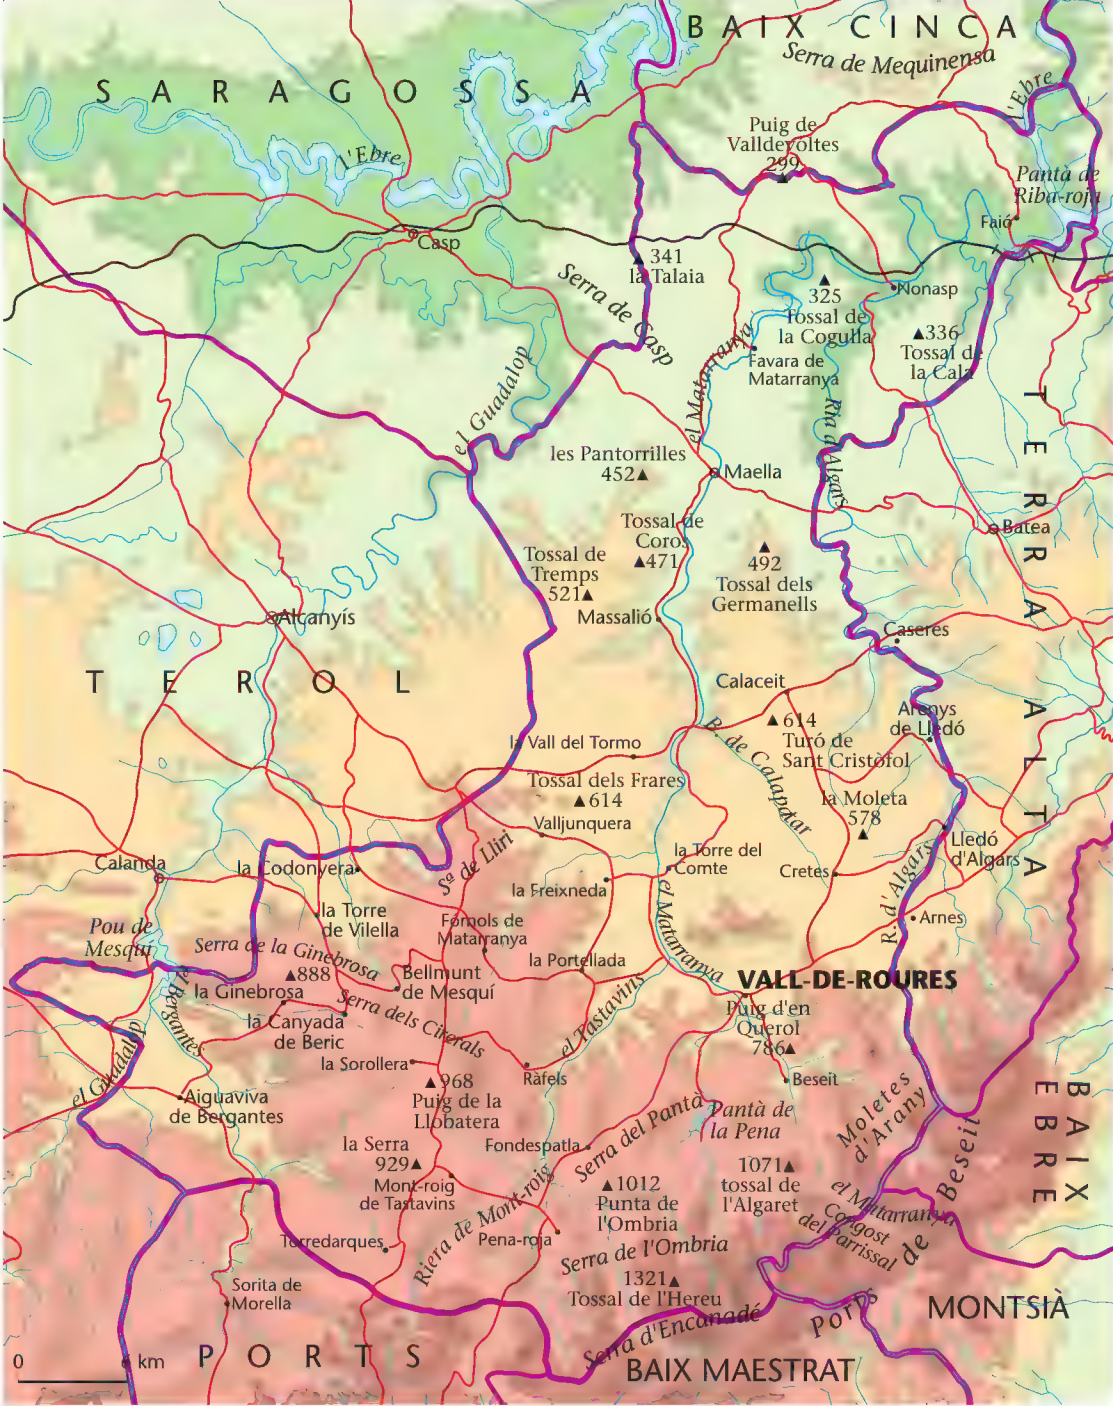 BAIX CINCA
Serra de Mequinensa
SARAGOSSA
l'Ebre
l'Ebre
Puig de
Valldevoltes
299
Pantà de
Riba-roja
Faió
Casp
341
la Talaia
Serra de Casp
325
Tossal de
la Cogulla
Nonasp
336
Tossal de
la Cala
el Matarranya
Favara de
Matarranya
el Guadalop
Ria d'Algars
TERRA ALTA
les Pantorrilles
452
Maella
Tossal de
Coros
471
Tossal de
Tremps
521
492
Tossal dels
Germanells
Batea
Massalió
Alcanyís
Caseres
TEROL
Calaceit
614
Turó de
Sant Cristòfol
Arenys
de Lledó
B. de Calapatar
la Vall del Tormo
Tossal dels Frares
614
la Moleta
578
Valljunquera
Sª de Lliri
Lledó
d'Algars
Calanda
la Codonyera
la Torre del
Comte
Cretes
R. d'Algars
la Freixneda
el Matarranya
la Torre
de Vilella
Fórnols de
Matarranya
Arnes
Pou de
Mesquí
Serra de la Ginebrosa
888
la Portellada
Bellmunt
de Mesquí
VALL-DE-ROURES
la Ginebrosa
el Bergantes
la Canyada
de Beric
Serra dels Cirerals
el Tastavins
Puig d'en
Querol
786
el Guadalop
la Sorollera
Ràfels
Beseit
968
Puig de la
Llobatera
Aiguaviva
de Bergantes
Serra del Pantà
Pantà de
la Pena
Moletes
d'Arany
BAIX
EBRE
la Serra
929
Fondespatla
Mont-roig
de Tastavins
1012
Punta de
l'Ombria
1071
tossal de
l'Algaret
el Matarranya
Congost
del Parrissal
Ports de Beseit
Riera de Mont-roig
Pena-roja
Torredarques
Serra de l'Ombria
1321
Tossal de l'Hereu
Sorita de
Morella
MONTSIÀ
Serra d'Encanadé
0 6 km
PORTS
BAIX MAESTRAT